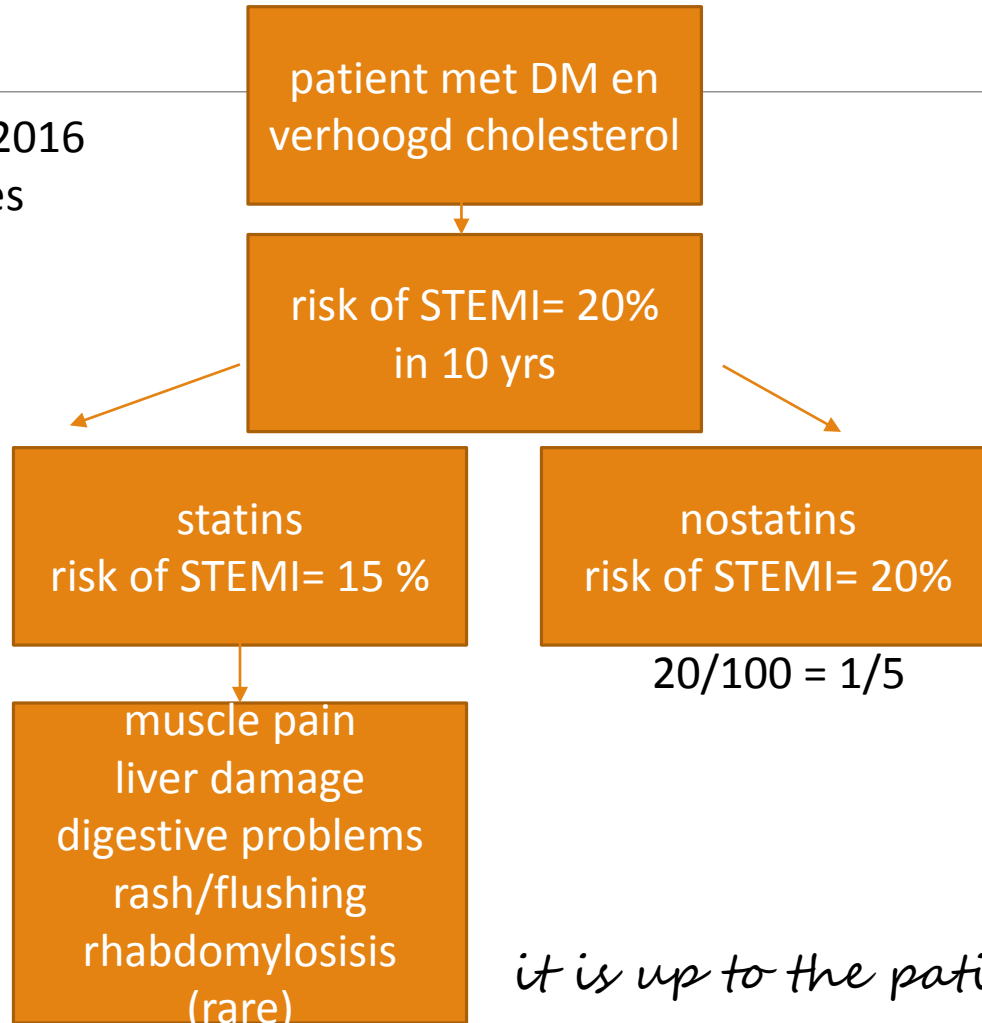 patient met DM en
verhoogd cholesterol
2016
es
risk of STEMI= 20%
in 10 yrs
statins
risk of STEMI= 15 %
nostatins
risk of STEMI= 20%
20/100 = 1/5
muscle pain
liver damage
digestive problems
rash/flushing
rhabdomylosisis
(rare)
it is up to the pati